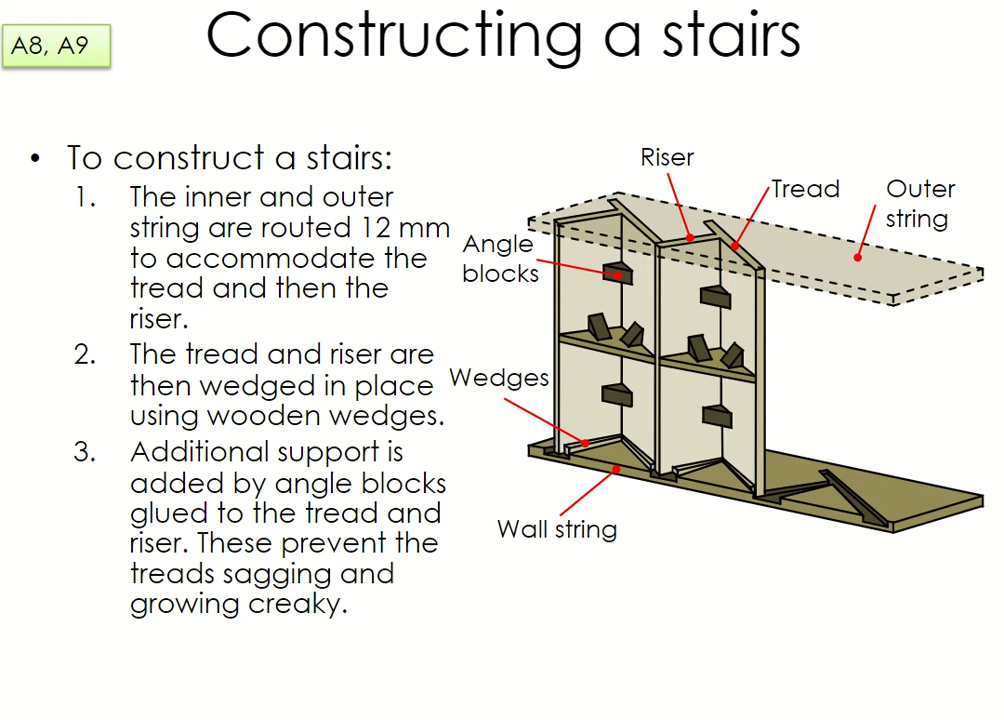 Constructing a stairs
A8, A9
• To construct a stairs:
1. The inner and outer
string are routed 12 mm
to accommodate the
tread and then the
riser.
2. The tread and riser are
then wedged in place
using wooden wedges.
3. Additional support is
added by angle blocks
glued to the tread and
riser. These prevent the
treads sagging and
growing creaky.
Riser
Tread
Outer
string
Angle
blocks
Wedges
Wall string